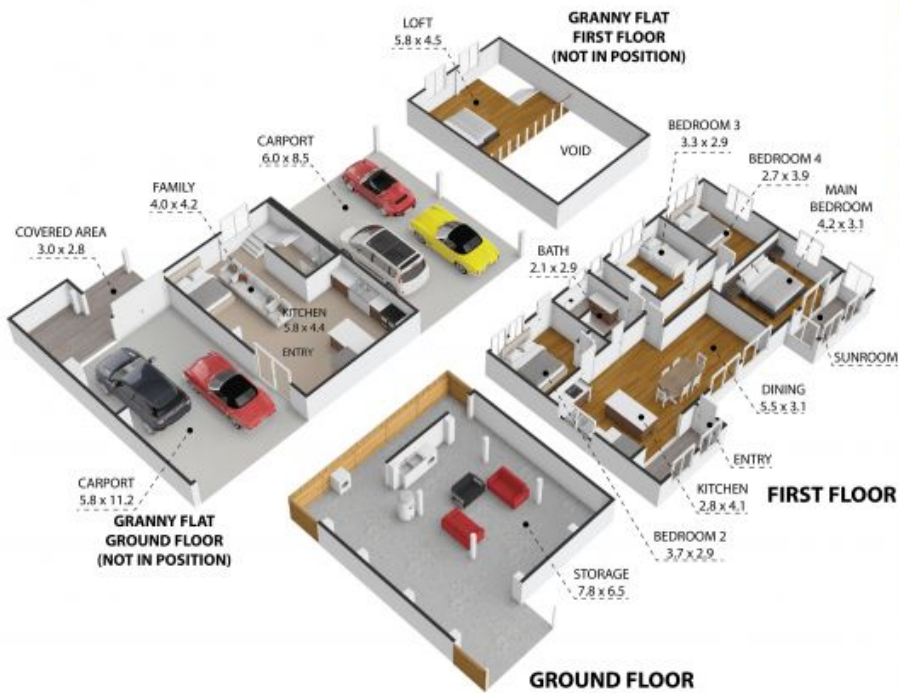 GRANNY FLAT
FIRST FLOOR
(NOT IN POSITION)
LOFT
5.8 x 4.5
VOID
CARPORT
6.0 x 8.5
FAMILY
4.0 x 4.2
COVERED AREA
3.0 x 2.8
KITCHEN
5.8 x 4.4
ENTRY
CARPORT
5.8 x 11.2
GRANNY FLAT
GROUND FLOOR
(NOT IN POSITION)
BEDROOM 3
3.3 x 2.9
BEDROOM 4
2.7 x 3.9
MAIN
BEDROOM
4.2 x 3.1
BATH
2.1 x 2.9
SUNROOM
DINING
5.5 x 3.1
ENTRY
KITCHEN
2.8 x 4.1
FIRST FLOOR
BEDROOM 2
3.7 x 2.9
STORAGE
7.8 x 6.5
GROUND FLOOR